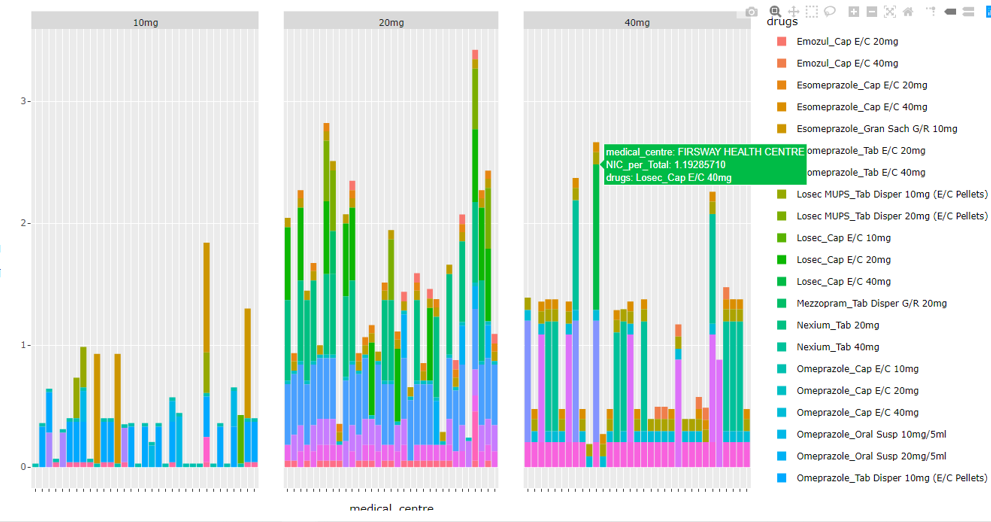 10mg
20mg
40mg
drugs
Emozul_Cap E/C 20mg
Emozul_Cap E/C 40mg
Esomeprazole_Cap E/C 20mg
Esomeprazole_Cap E/C 40mg
Esomeprazole_Gran Sach G/R 10mg
omeprazole_Tab E/C 20mg
omeprazole_Tab E/C 40mg
Losec MUPS_Tab Disper 10mg (E/C Pellets)
Losec MUPS_Tab Disper 20mg (E/C Pellets)
Losec_Cap E/C 10mg
Losec_Cap E/C 20mg
Losec_Cap E/C 40mg
Mezzopram_Tab Disper G/R 20mg
Nexium_Tab 20mg
Nexium_Tab 40mg
Omeprazole_Cap E/C 10mg
Omeprazole_Cap E/C 20mg
Omeprazole_Cap E/C 40mg
Omeprazole_Oral Susp 10mg/5ml
Omeprazole_Oral Susp 20mg/5ml
Omeprazole_Tab Disper 10mg (E/C Pellets)
medical_centre: FIRSWAY HEALTH CENTRE
NIC_per_Total: 1.19285710
drugs: Losec_Cap E/C 40mg
3
2
1
0
medical_centre